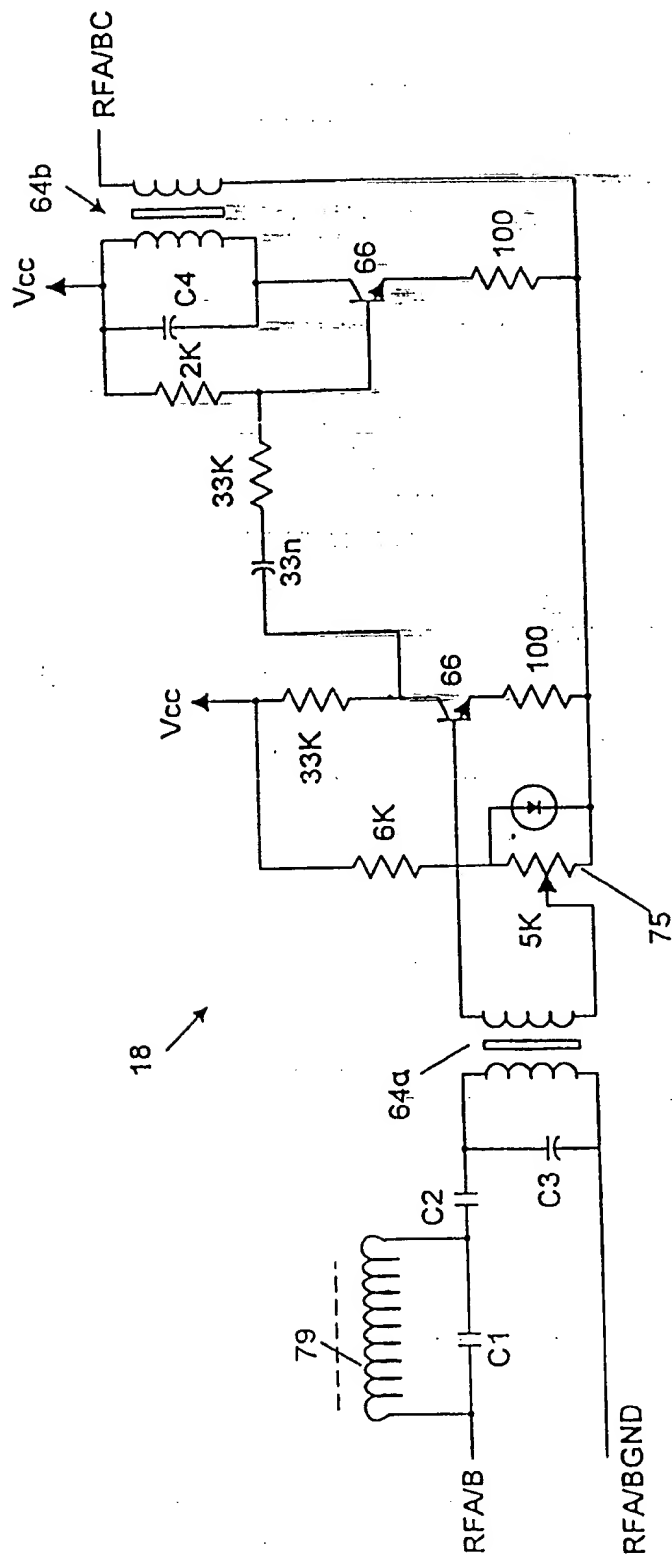 18
79
RFA/B
C1
C2
C3
RFA/BGND
64a
Vcc
6K
33K
5K
75
66
100
33n
33K
2K
C4
Vcc
64b
66
100
RFA/BC